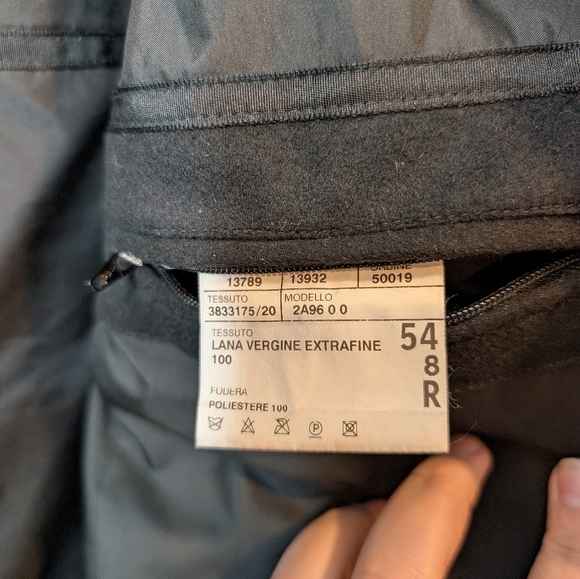 ORDINE
13789 13932 50019
TESSUTO MODELLO
3833175/20 2A96 0 0
TESSUTO
LANA VERGINE EXTRAFINE
100
54
8
R
FODERA
POLIESTERE 100
P